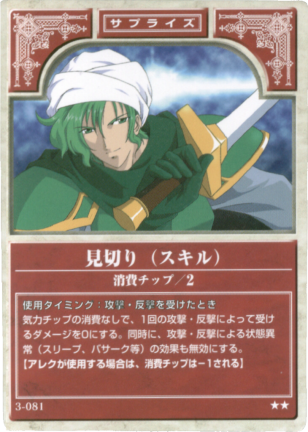 サプライズ
見切り（スキル）
消費チップ／2
使用タイミンク：攻撃・反撃を受けたとき
気力チップの消費なしで、1回の攻撃・反撃によって受け
るダメージを0にする。同時に、攻撃・反撃による状態異
常（スリープ、バサーク等）の効果も無効にする。
【アレクが使用する場合は、消費チップは−1される】
3-081
★★